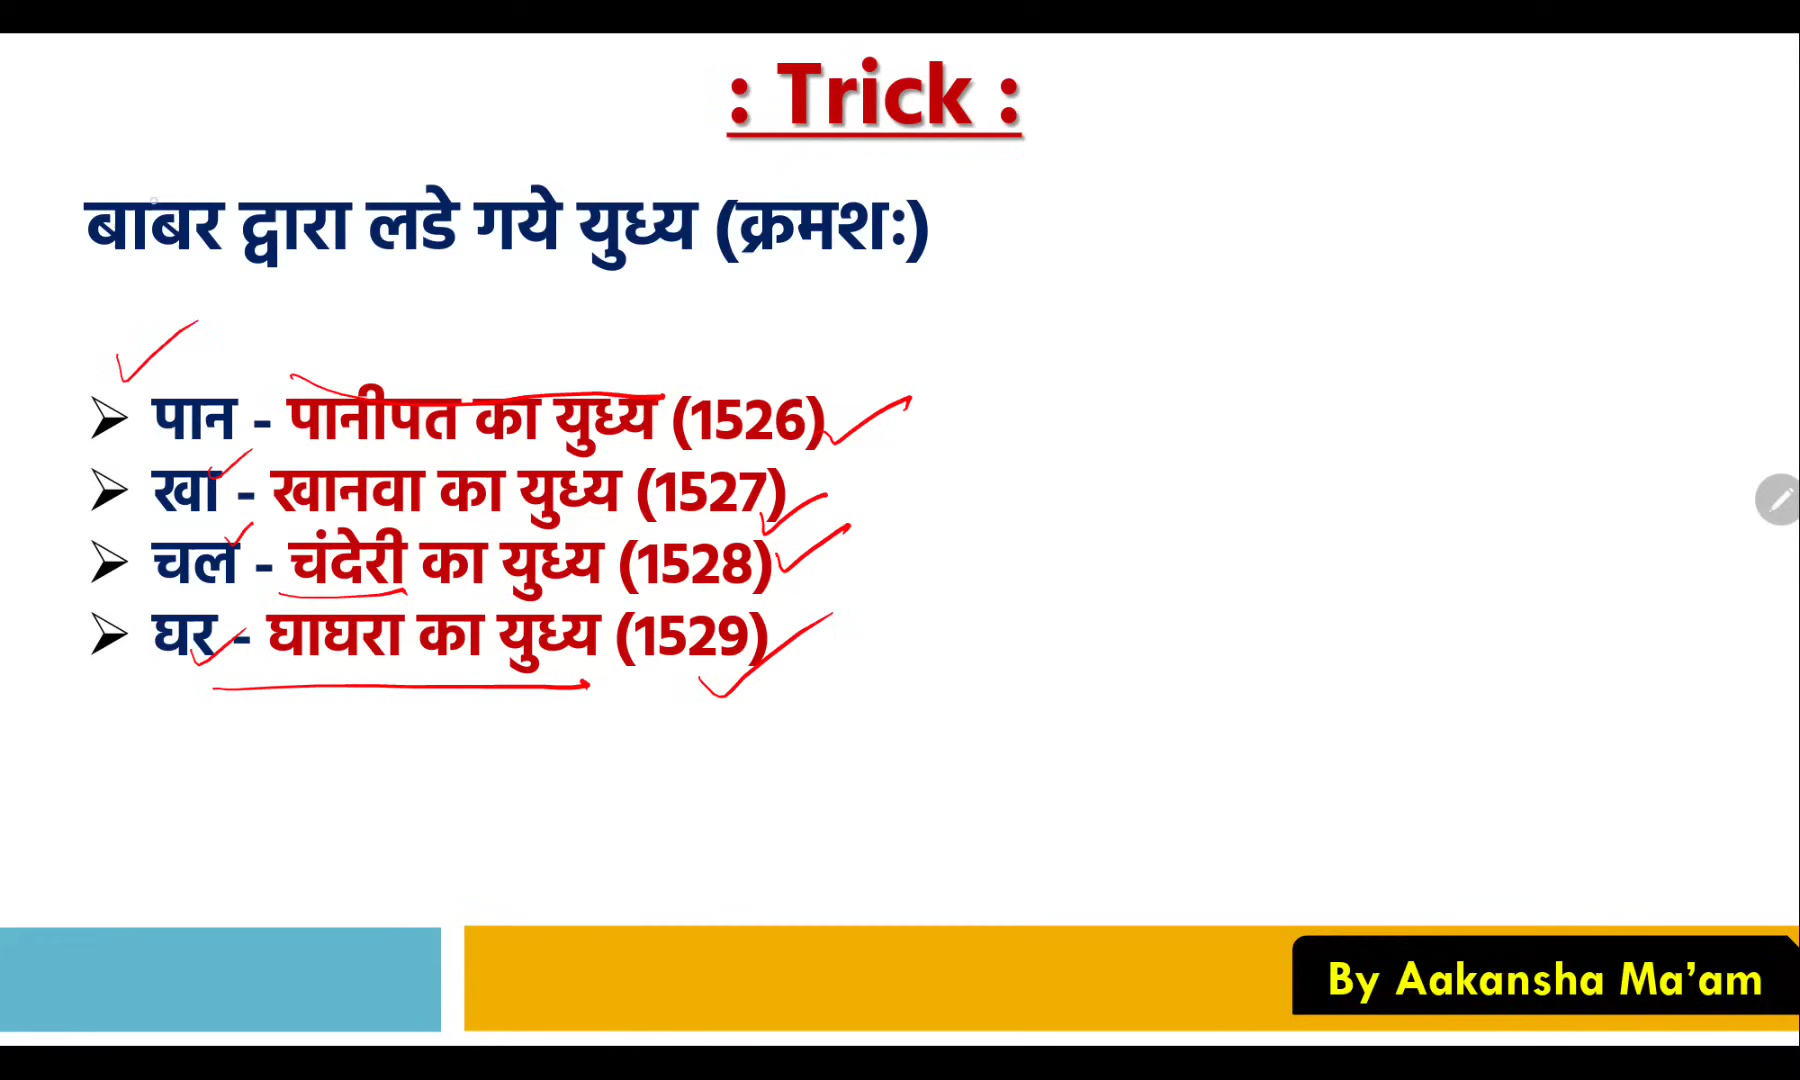 : Trick :
बाबर द्वारा लडे गये युध्य (क्रमशः)
➢ पान - पानीपत का युध्य (1526)
➢ खा - खानवा का युध्य (1527)
➢ चल - चंदेरी का युध्य (1528)
➢ घर - घाघरा का युध्य (1529)
By Aakansha Ma’am